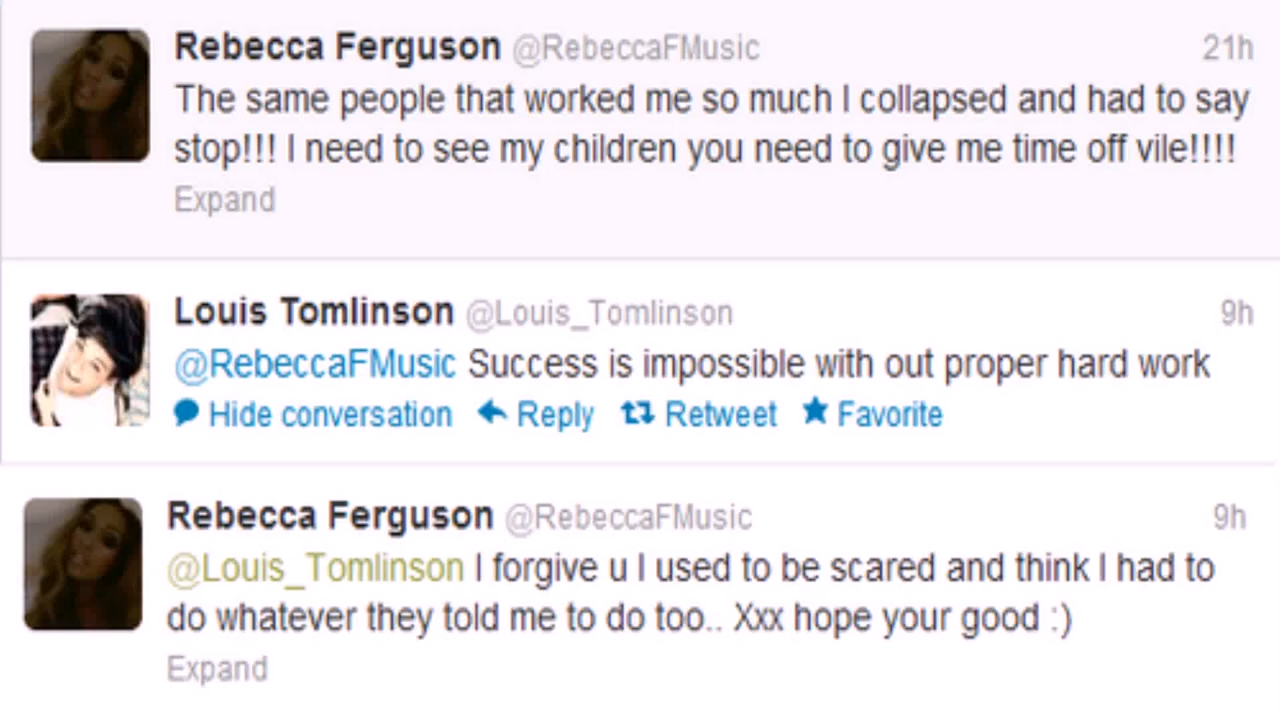 Rebecca Ferguson @RebeccaFMusic 21h
The same people that worked me so much I collapsed and had to say
stop!!! I need to see my children you need to give me time off vile!!!!
Expand
Louis Tomlinson @Louis_Tomlinson 9h
@RebeccaFMusic Success is impossible with out proper hard work
Hide conversation Reply Retweet Favorite
Rebecca Ferguson @RebeccaFMusic 9h
@Louis_Tomlinson I forgive u I used to be scared and think I had to
do whatever they told me to do too.. Xxx hope your good :)
Expand